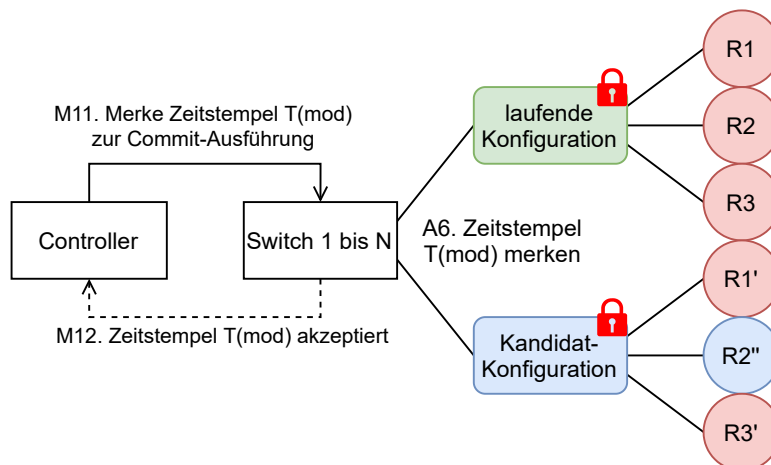 M11. Merke Zeitstempel T(mod)
zur Commit-Ausführung
Controller
Switch 1 bis N
M12. Zeitstempel T(mod) akzeptiert
A6. Zeitstempel
T(mod) merken
laufende
Konfiguration
R1
R2
R3
Kandidat-
Konfiguration
R1'
R2''
R3'